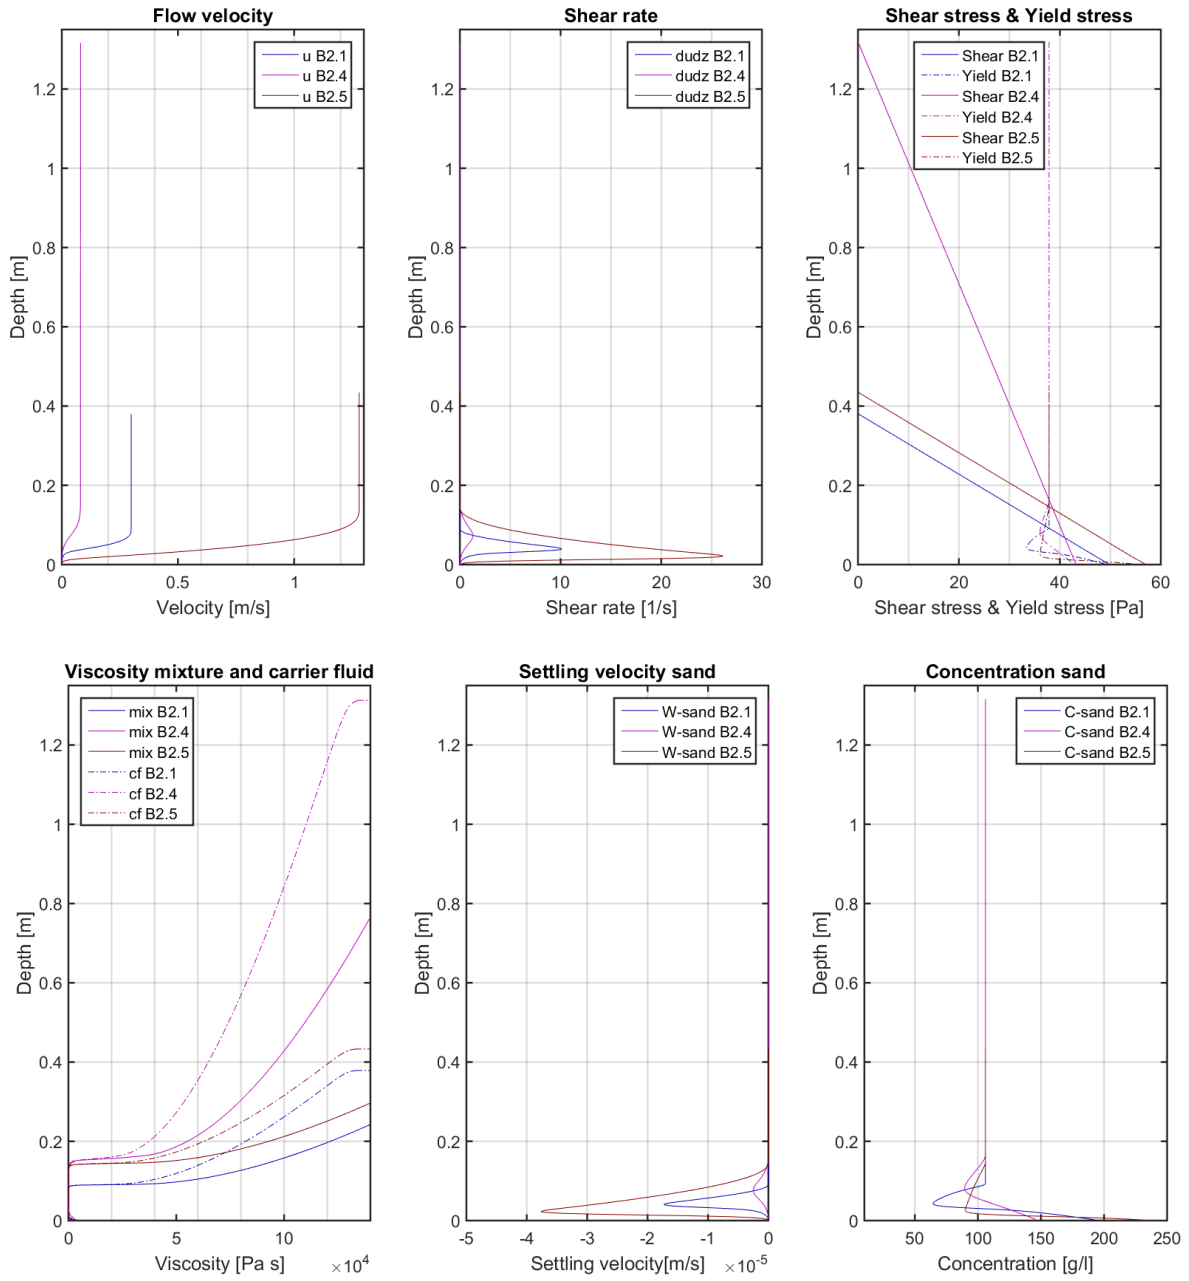 Flow velocity
u B2.1
u B2.4
u B2.5
Depth [m]
0
0.2
0.4
0.6
0.8
1
1.2
0
0.5
1
Velocity [m/s]
Shear rate
dudz B2.1
dudz B2.4
dudz B2.5
Depth [m]
0
0.2
0.4
0.6
0.8
1
1.2
0
10
20
30
Shear rate [1/s]
Shear stress & Yield stress
Shear B2.1
Yield B2.1
Shear B2.4
Yield B2.4
Shear B2.5
Yield B2.5
Depth [m]
0
0.2
0.4
0.6
0.8
1
1.2
0
20
40
60
Shear stress & Yield stress [Pa]
Viscosity mixture and carrier fluid
mix B2.1
mix B2.4
mix B2.5
cf B2.1
cf B2.4
cf B2.5
Depth [m]
0
0.2
0.4
0.6
0.8
1
1.2
0
5
10
Viscosity [Pa s]
×10⁴
Settling velocity sand
W-sand B2.1
W-sand B2.4
W-sand B2.5
Depth [m]
0
0.2
0.4
0.6
0.8
1
1.2
-5
-4
-3
-2
-1
0
Settling velocity[m/s]
×10⁻⁵
Concentration sand
C-sand B2.1
C-sand B2.4
C-sand B2.5
Depth [m]
0
0.2
0.4
0.6
0.8
1
1.2
50
100
150
200
250
Concentration [g/l]